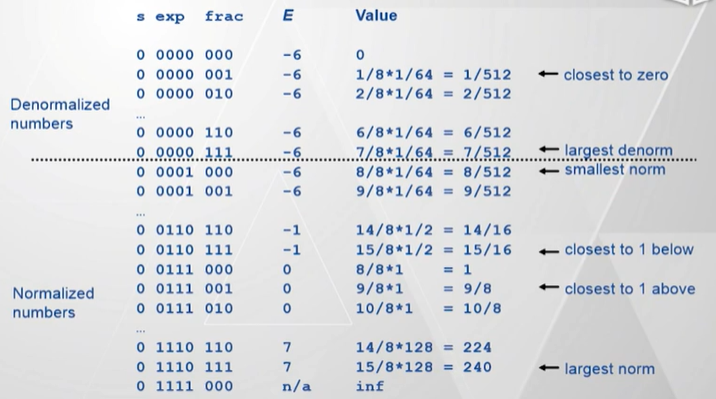 s exp frac E Value
0 0000 000 -6 0
0 0000 001 -6 1/8*1/64 = 1/512 ← closest to zero
0 0000 010 -6 2/8*1/64 = 2/512
Denormalized
numbers
...
0 0000 110 -6 6/8*1/64 = 6/512
0 0000 111 -6 7/8*1/64 = 7/512 ← largest denorm
0 0001 000 -6 8/8*1/64 = 8/512 ← smallest norm
0 0001 001 -6 9/8*1/64 = 9/512
...
0 0110 110 -1 14/8*1/2 = 14/16
0 0110 111 -1 15/8*1/2 = 15/16 ← closest to 1 below
0 0111 000 0 8/8*1 = 1
Normalized
numbers
0 0111 001 0 9/8*1 = 9/8 ← closest to 1 above
0 0111 010 0 10/8*1 = 10/8
...
0 1110 110 7 14/8*128 = 224
0 1110 111 7 15/8*128 = 240 ← largest norm
0 1111 000 n/a inf